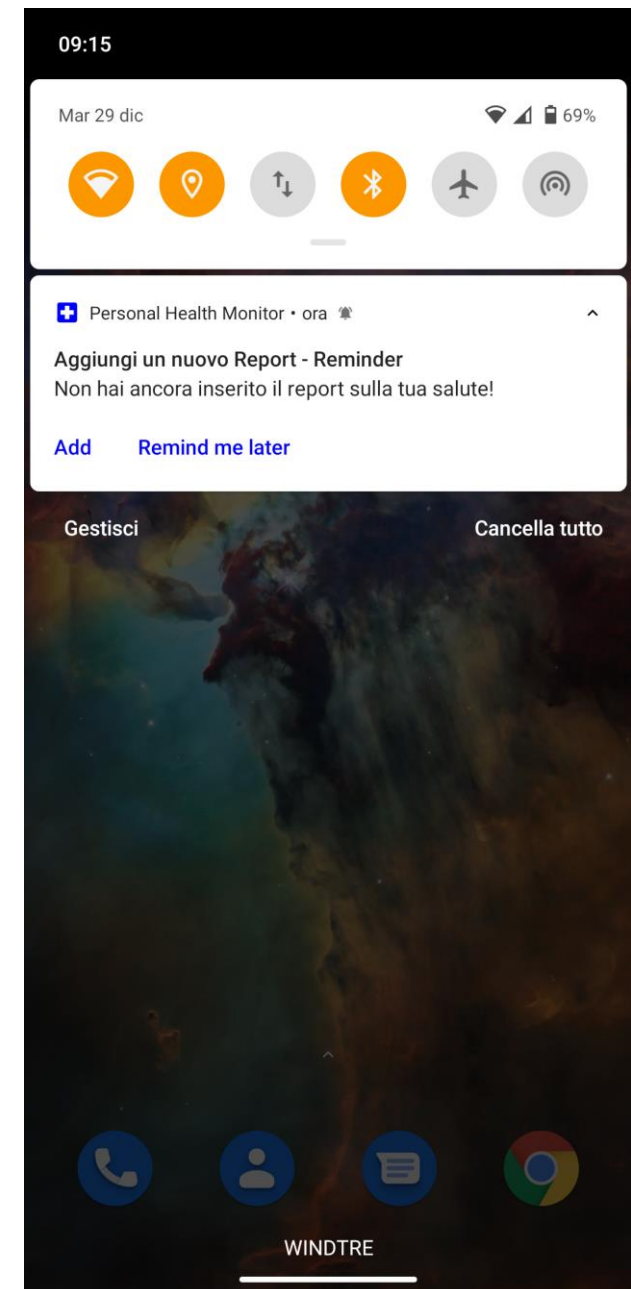 09:15
Mar 29 dic
69%
Personal Health Monitor • ora
Aggiungi un nuovo Report - Reminder
Non hai ancora inserito il report sulla tua salute!
Add Remind me later
Gestisci Cancella tutto
WINDTRE